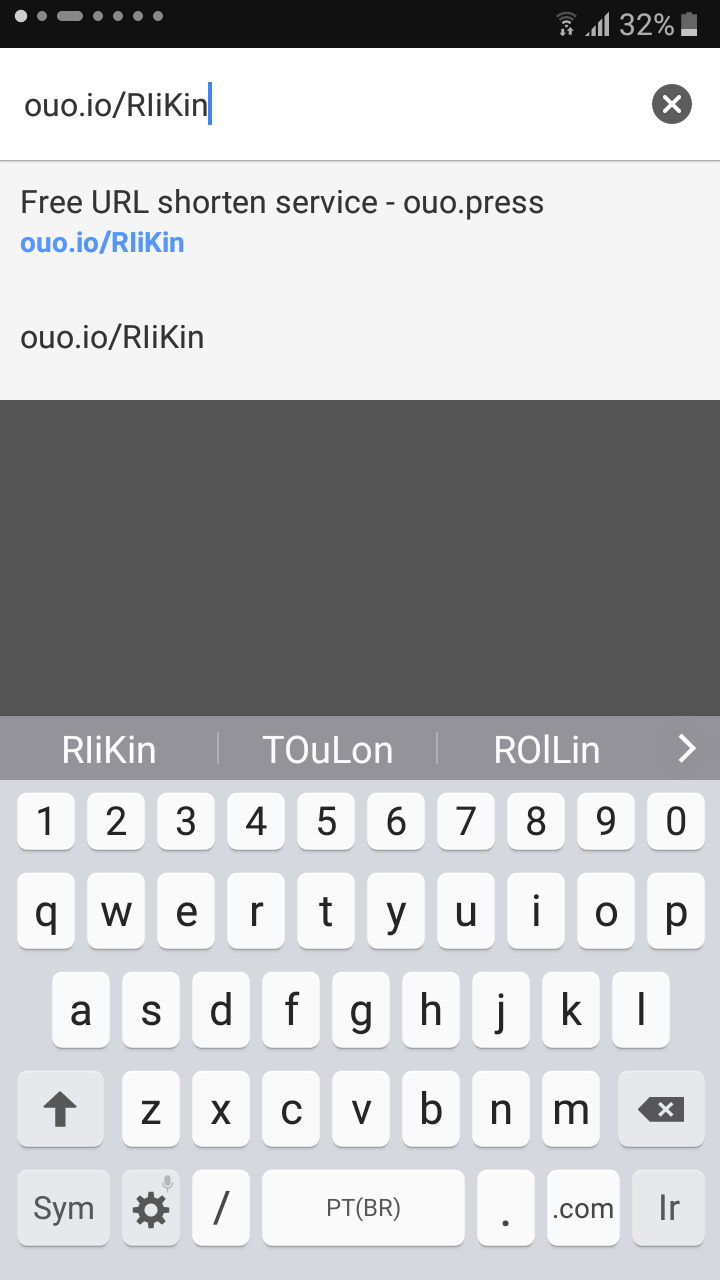 32%
ouo.io/RliKin
Free URL shorten service - ouo.press
ouo.io/RliKin
ouo.io/RliKin
RliKin TOuLon ROlLin
1 2 3 4 5 6 7 8 9 0
q w e r t y u i o p
a s d f g h j k l
z x c v b n m
Sym / PT(BR) . .com Ir